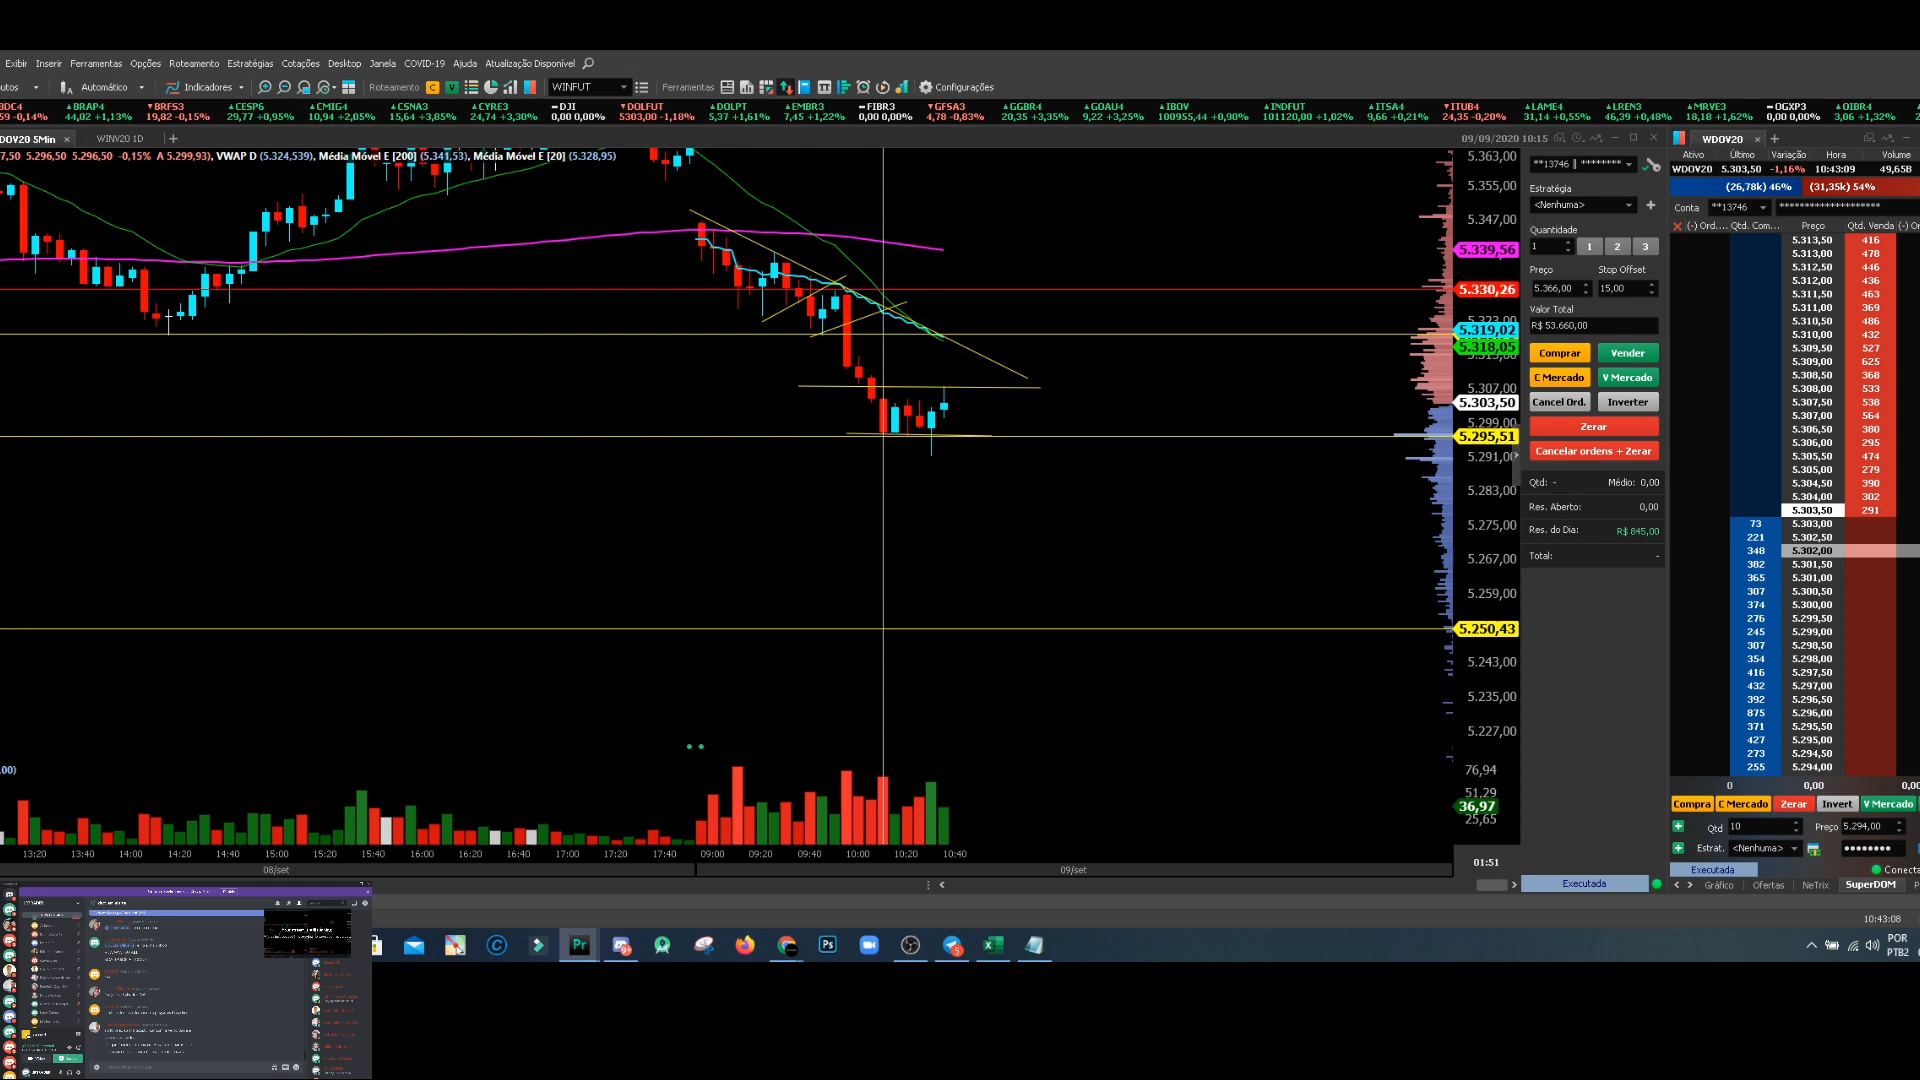 Exibir Inserir Ferramentas Opções Roteamento Estratégias Cotações Desktop Janela COVID-19 Ajuda Atualização Disponível
utos Automático Indicadores Roteamento C V WINFUT Ferramentas Configurações
BDC4 BRAP4 BRFS3 CESP6 CMIG4 CSNA3 CYRE3 DJI DOLFUT DOLPT EMBR3 FIBR3 GFSA3 GGBR4 GOAU4 IBOV INDFUT ITSA4 ITUB4 LAME4 LREN3 MRVE3 OGXP3 OIBR4
59 -0,14% 44,02 +1,13% 19,82 -0,15% 29,77 +0,95% 10,94 +2,05% 15,64 +3,85% 24,74 +3,30% 0,00 0,00% 5303,00 -1,18% 5,37 +1,61% 7,45 +1,22% 0,00 0,00% 4,78 -0,83% 20,35 +3,35% 9,22 +3,25% 100955,44 +0,90% 101120,00 +1,02% 9,66 +0,21% 24,35 -0,20% 31,14 +0,55% 46,39 +0,48% 18,18 +1,62% 0,00 0,00% 3,06 +1,32%
DOV20 5Min WINV20 1D 09/09/2020 10:15
7,50 5.296,50 5.296,50 -0,15% A 5.299,93), VWAP D (5.324,539), Média Móvel E [200] (5.341,53), Média Móvel E [20] (5.328,95)
5.363,00
5.355,00
5.347,00
5.339,56
5.330,26
5.323,00
5.319,02
5.318,05
5.315,00
5.307,00
5.303,50
5.299,00
5.295,51
5.291,00
5.283,00
5.275,00
5.267,00
5.259,00
5.250,43
5.243,00
5.235,00
5.227,00
,00)
76,94
51,29
36,97
25,65
13:20 13:40 14:00 14:20 14:40 15:00 15:20 15:40 16:00 16:20 16:40 17:00 17:20 17:40 09:00 09:20 09:40 10:00 10:20 10:40
08/set 09/set
01:51
**13746 ********
Estratégia
<Nenhuma>
Quantidade
1 1 2 3
Preço Stop Offset
5.366,00 15,00
Valor Total
R$ 53.660,00
Comprar Vender
C Mercado V Mercado
Cancel Ord. Inverter
Zerar
Cancelar ordens + Zerar
Qtd: - Médio: 0,00
Res. Aberto: 0,00
Res. do Dia: R$ 845,00
Total: -
Executada
WDOV20
Ativo Último Variação Hora Volume
WDOV20 5.303,50 -1,16% 10:43:09 49,65B
(26,78k) 46% (31,35k) 54%
Conta **13746 ********************
(-) Ord.... Qtd. Com... Preço Qtd. Venda (-) Or
5.313,50 416
5.313,00 478
5.312,50 446
5.312,00 436
5.311,50 463
5.311,00 369
5.310,50 486
5.310,00 432
5.309,50 527
5.309,00 625
5.308,50 368
5.308,00 533
5.307,50 538
5.307,00 564
5.306,50 380
5.306,00 295
5.305,50 474
5.305,00 279
5.304,50 390
5.304,00 302
5.303,50 291
73 5.303,00
221 5.302,50
348 5.302,00
382 5.301,50
365 5.301,00
307 5.300,50
374 5.300,00
276 5.299,50
245 5.299,00
307 5.298,50
354 5.298,00
416 5.297,50
432 5.297,00
392 5.296,50
875 5.296,00
371 5.295,50
427 5.295,00
273 5.294,50
255 5.294,00
0 0,00 0,00
Compra C Mercado Zerar Invert V Mercado
Qtd 10 Preço 5.294,00
Estrat. <Nenhuma>
Executada Conecta
Gráfico Ofertas NeTrix SuperDOM P
10:43:08
POR
PTB2
Pr Ps